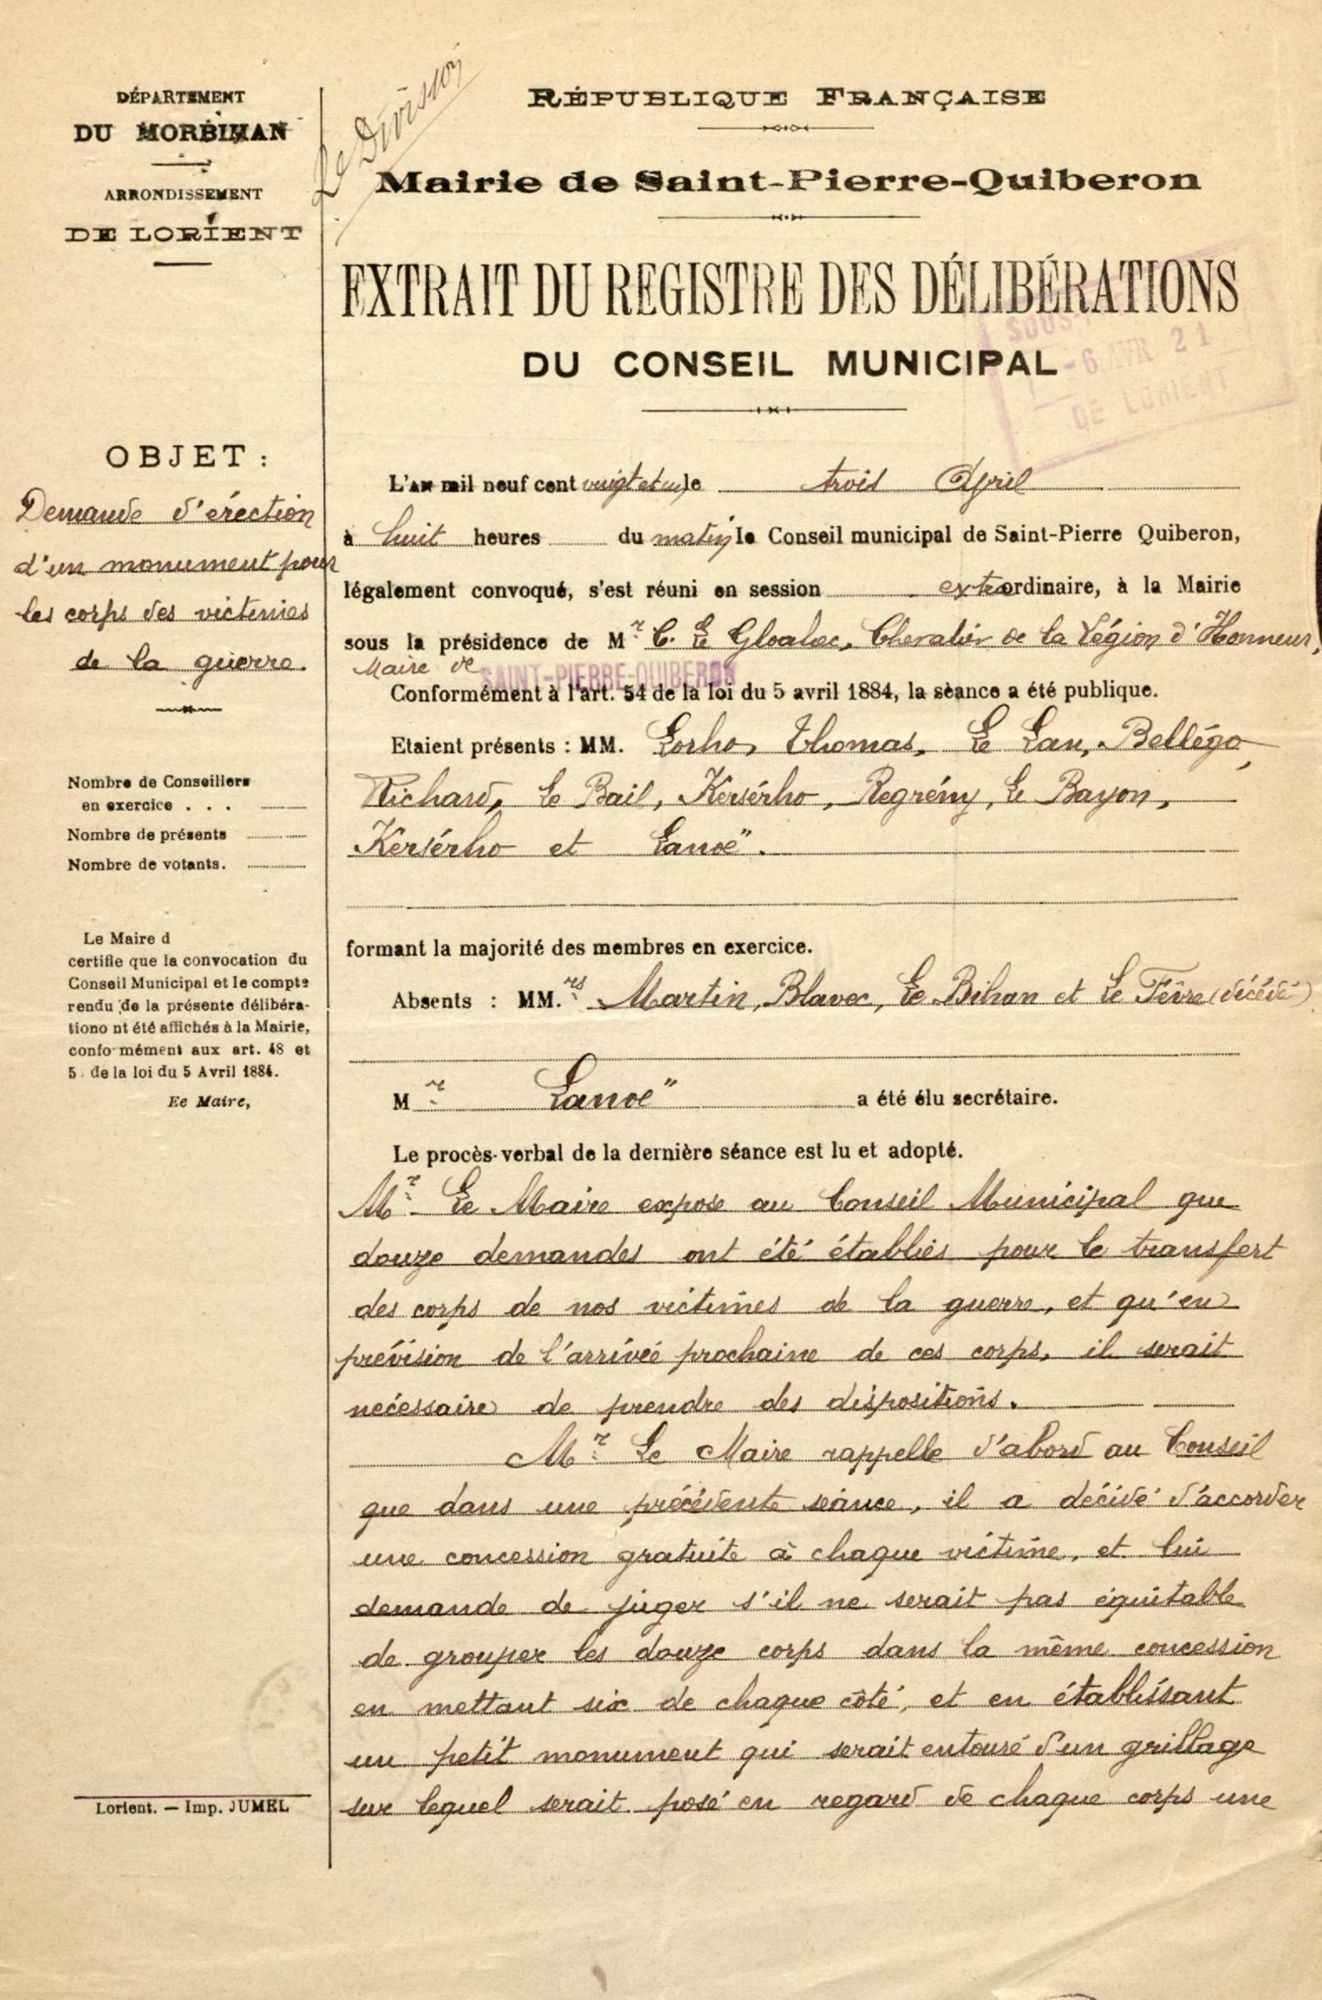 DÉPARTEMENT
DU MORBIHAN
ARRONDISSEMENT
DE LORIENT
2e Division
RÉPUBLIQUE FRANÇAISE
Mairie de Saint-Pierre-Quiberon
EXTRAIT DU REGISTRE DES DÉLIBÉRATIONS
DU CONSEIL MUNICIPAL
SOUS-
-6 AVR 21
DE LORIENT
OBJET :
Demande d'érection
d'un monument pour
les corps des victimes
de la guerre.
Nombre de Conseillers
en exercice . . .
Nombre de présents
Nombre de votants.
Le Maire d
certifie que la convocation du
Conseil Municipal et le compte
rendu de la présente délibéra-
tiono nt été affichés à la Mairie,
confo mément aux art. 48 et
5 de la loi du 5 Avril 1884.
Ee Maire,
Lorient. — Imp. JUMEL
L'AN mil neuf cent vingt et un le trois Avril
à huit heures du matin le Conseil municipal de Saint-Pierre Quiberon,
légalement convoqué, s'est réuni en session extraordinaire, à la Mairie
sous la présidence de Mr C. Le Gloahec, Chevalier de la Légion d'Honneur,
Maire de SAINT-PIERRE-QUIBERON
Conformément à l'art. 54 de la loi du 5 avril 1884, la sèance a été publique.
Etaient présents : MM. Lorho, Thomas, Le Lan, Bellégo,
Richard, Le Bail, Kersérho, Regrény, Le Bayon,
Kersérho et Lanoë.
formant la majorité des membres en exercice.
Absents : MM.rs Martin, Blavec, Le Bihan et Le Fèvre (décédé)
Mr Lanoë a été élu secrétaire.
Le procès-verbal de la dernière séance est lu et adopté.
Mr Le Maire expose au Conseil Municipal que
douze demandes ont été établies pour le transfert
des corps de nos victimes de la guerre, et qu'en
prévision de l'arrivée prochaine de ces corps, il serait
nécessaire de prendre des dispositions.
Mr Le Maire rappelle d'abord au Conseil
que dans une précédente séance, il a décidé d'accorder
une concession gratuite à chaque victime, et lui
demande de juger s'il ne serait pas équitable
de grouper les douze corps dans la même concession
en mettant six de chaque côté, et en établissant
un petit monument qui serait entouré d'un grillage
sur lequel serait posé en regard de chaque corps une